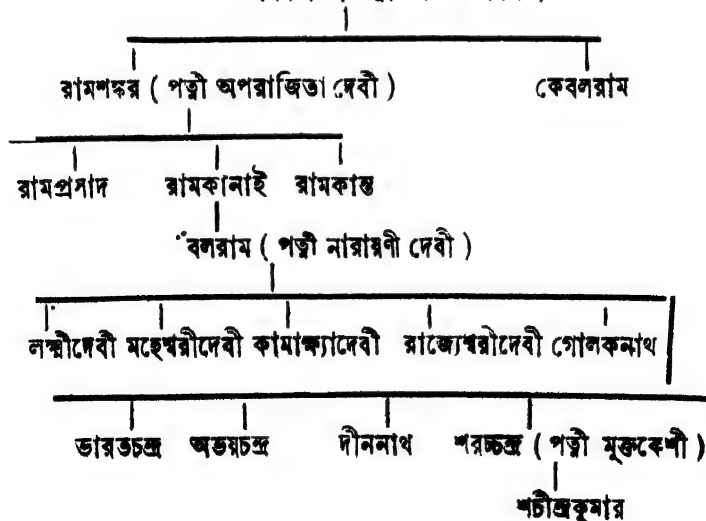 রামশঙ্কর ( পত্নী অপরাজিতা দেবী ) কেবলরাম
রামপ্রসাদ রামকানাই রামকান্ত
বলরাম ( পত্নী নারায়ণী দেবী )
লক্ষ্মীদেবী মহেশ্বরীদেবী কামাক্ষ্যাদেবী রাজ্যেশ্বরীদেবী গোলকনাথ
ভারতচন্দ্র অভয়চন্দ্র দীননাথ শরচ্চন্দ্র ( পত্নী মুক্তকেশী )
শচীন্দ্রকুমার